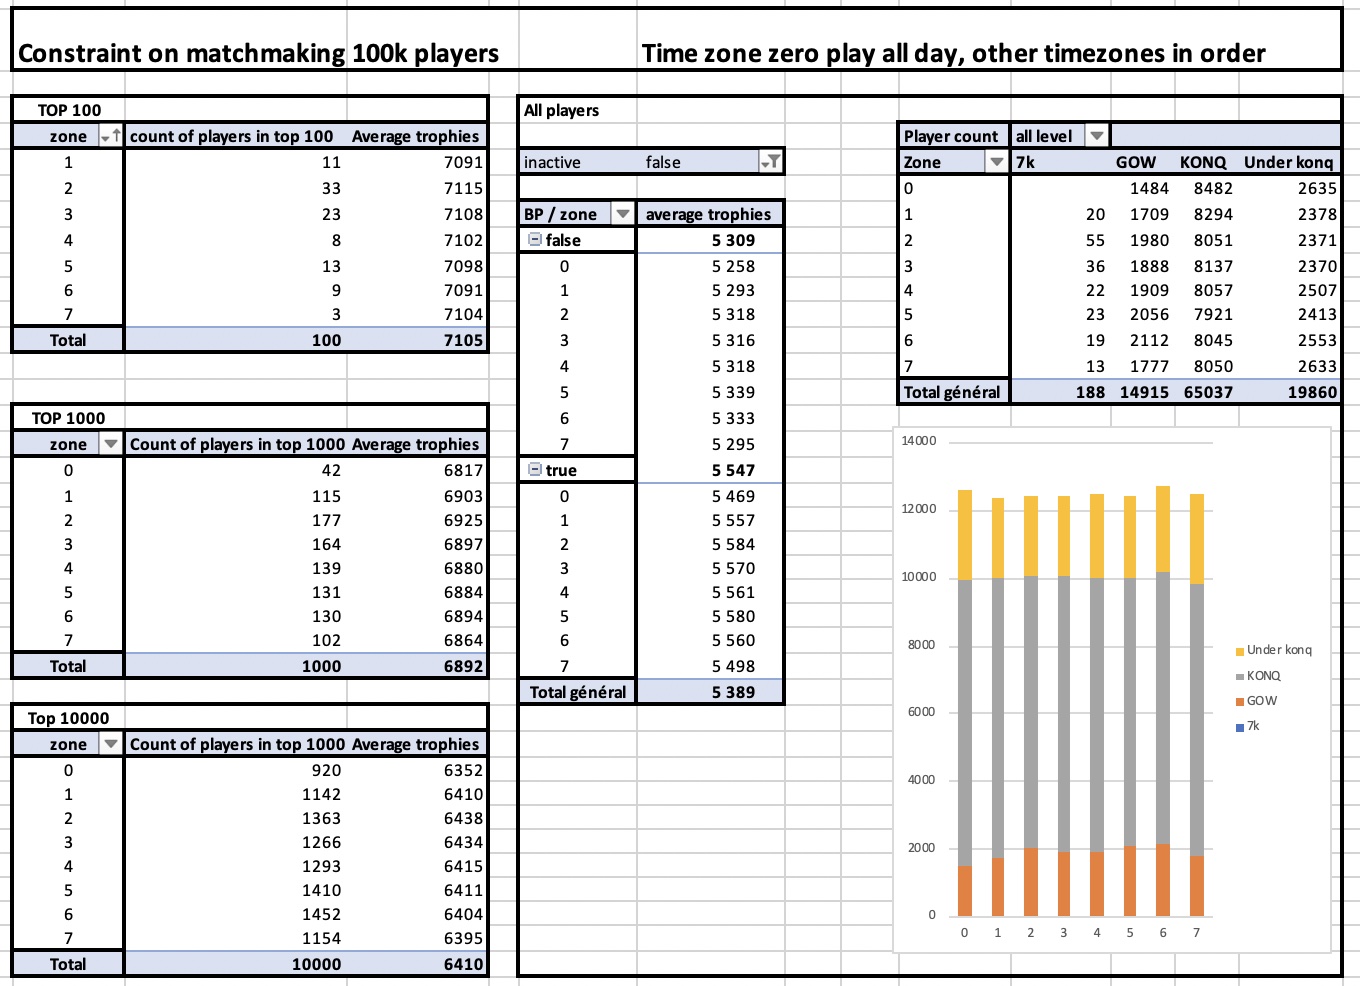 Constraint on matchmaking 100k players
Time zone zero play all day, other timezones in order
TOP 100
zone count of players in top 100 Average trophies
1 11 7091
2 33 7115
3 23 7108
4 8 7102
5 13 7098
6 9 7091
7 3 7104
Total 100 7105
TOP 1000
zone Count of players in top 1000 Average trophies
0 42 6817
1 115 6903
2 177 6925
3 164 6897
4 139 6880
5 131 6884
6 130 6894
7 102 6864
Total 1000 6892
Top 10000
zone Count of players in top 1000 Average trophies
0 920 6352
1 1142 6410
2 1363 6438
3 1266 6434
4 1293 6415
5 1410 6411
6 1452 6404
7 1154 6395
Total 10000 6410
All players
inactive false
BP / zone average trophies
false 5 309
0 5 258
1 5 293
2 5 318
3 5 316
4 5 318
5 5 339
6 5 333
7 5 295
true 5 547
0 5 469
1 5 557
2 5 584
3 5 570
4 5 561
5 5 580
6 5 560
7 5 498
Total général 5 389
Player count all level
Zone 7k GOW KONQ Under konq
0 1484 8482 2635
1 20 1709 8294 2378
2 55 1980 8051 2371
3 36 1888 8137 2370
4 22 1909 8057 2507
5 23 2056 7921 2413
6 19 2112 8045 2553
7 13 1777 8050 2633
Total général 188 14915 65037 19860
14000
12000
10000
8000
6000
4000
2000
0
0 1 2 3 4 5 6 7
Under konq
KONQ
GOW
7k